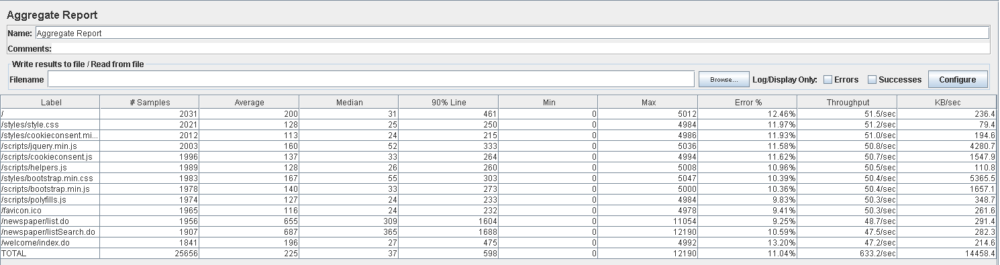 Aggregate Report
Name: Aggregate Report
Comments:
Write results to file / Read from file
Filename Browse... Log/Display Only: Errors Successes Configure
Label # Samples Average Median 90% Line Min Max Error % Throughput KB/sec
/ 2031 200 31 461 0 5012 12.46% 51.5/sec 236.4
/styles/style.css 2021 128 25 250 0 4984 11.97% 51.2/sec 79.4
/styles/cookieconsent.mi... 2012 113 24 215 0 4986 11.93% 51.0/sec 194.6
/scripts/jquery.min.js 2003 160 52 333 0 5036 11.58% 50.8/sec 4280.7
/scripts/cookieconsent.js 1996 137 33 264 0 4994 11.62% 50.7/sec 1547.9
/scripts/helpers.js 1989 128 26 260 0 5008 10.96% 50.5/sec 110.8
/styles/bootstrap.min.css 1983 167 55 303 0 5047 10.39% 50.4/sec 5365.5
/scripts/bootstrap.min.js 1978 140 33 273 0 5000 10.36% 50.4/sec 1657.1
/scripts/polyfills.js 1974 127 24 233 0 4984 9.83% 50.3/sec 348.7
/favicon.ico 1965 116 24 232 0 4978 9.41% 50.3/sec 261.6
/newspaper/list.do 1956 655 309 1604 0 11054 9.25% 48.7/sec 291.4
/newspaper/listSearch.do 1907 687 365 1688 0 12190 10.59% 47.5/sec 282.3
/welcome/index.do 1841 196 27 475 0 4992 13.20% 47.2/sec 214.6
TOTAL 25656 225 37 598 0 12190 11.04% 633.2/sec 14458.4